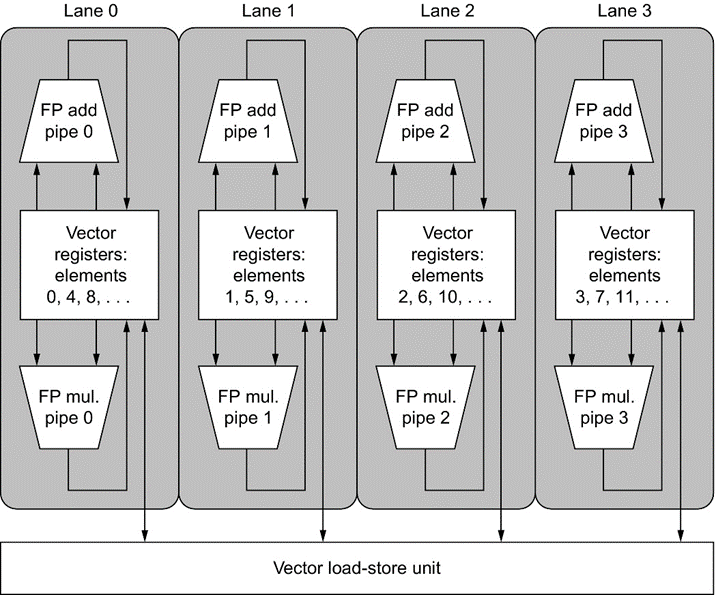 Lane 0
Lane 1
Lane 2
Lane 3
FP add
pipe 0
FP add
pipe 1
FP add
pipe 2
FP add
pipe 3
Vector
registers:
elements
0, 4, 8, . . .
Vector
registers:
elements
1, 5, 9, . . .
Vector
registers:
elements
2, 6, 10, . . .
Vector
registers:
elements
3, 7, 11, . . .
FP mul.
pipe 0
FP mul.
pipe 1
FP mul.
pipe 2
FP mul.
pipe 3
Vector load-store unit